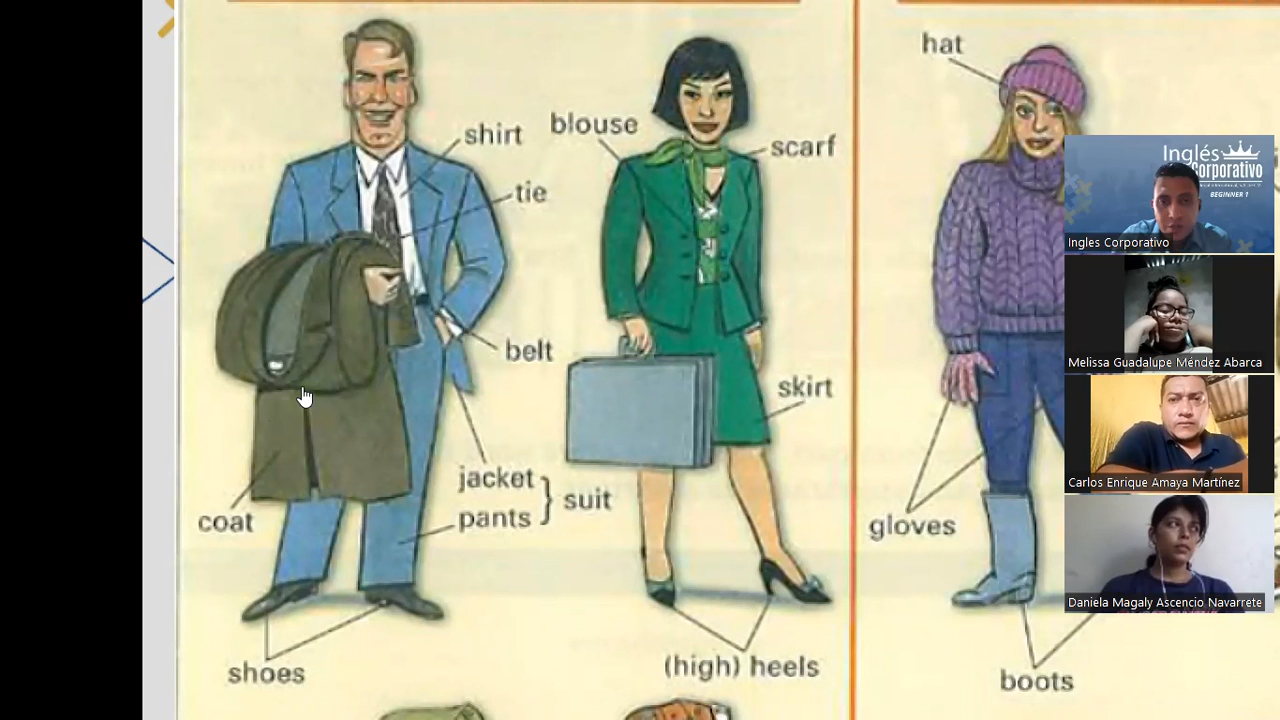 hat
shirt
blouse
scarf
tie
belt
skirt
jacket
pants
suit
coat
gloves
shoes
(high) heels
boots
Inglés
Corporativo
BEGINNER 1
Ingles Corporativo
Melissa Guadalupe Méndez Abarca
Carlos Enrique Amaya Martínez
Daniela Magaly Ascencio Navarrete